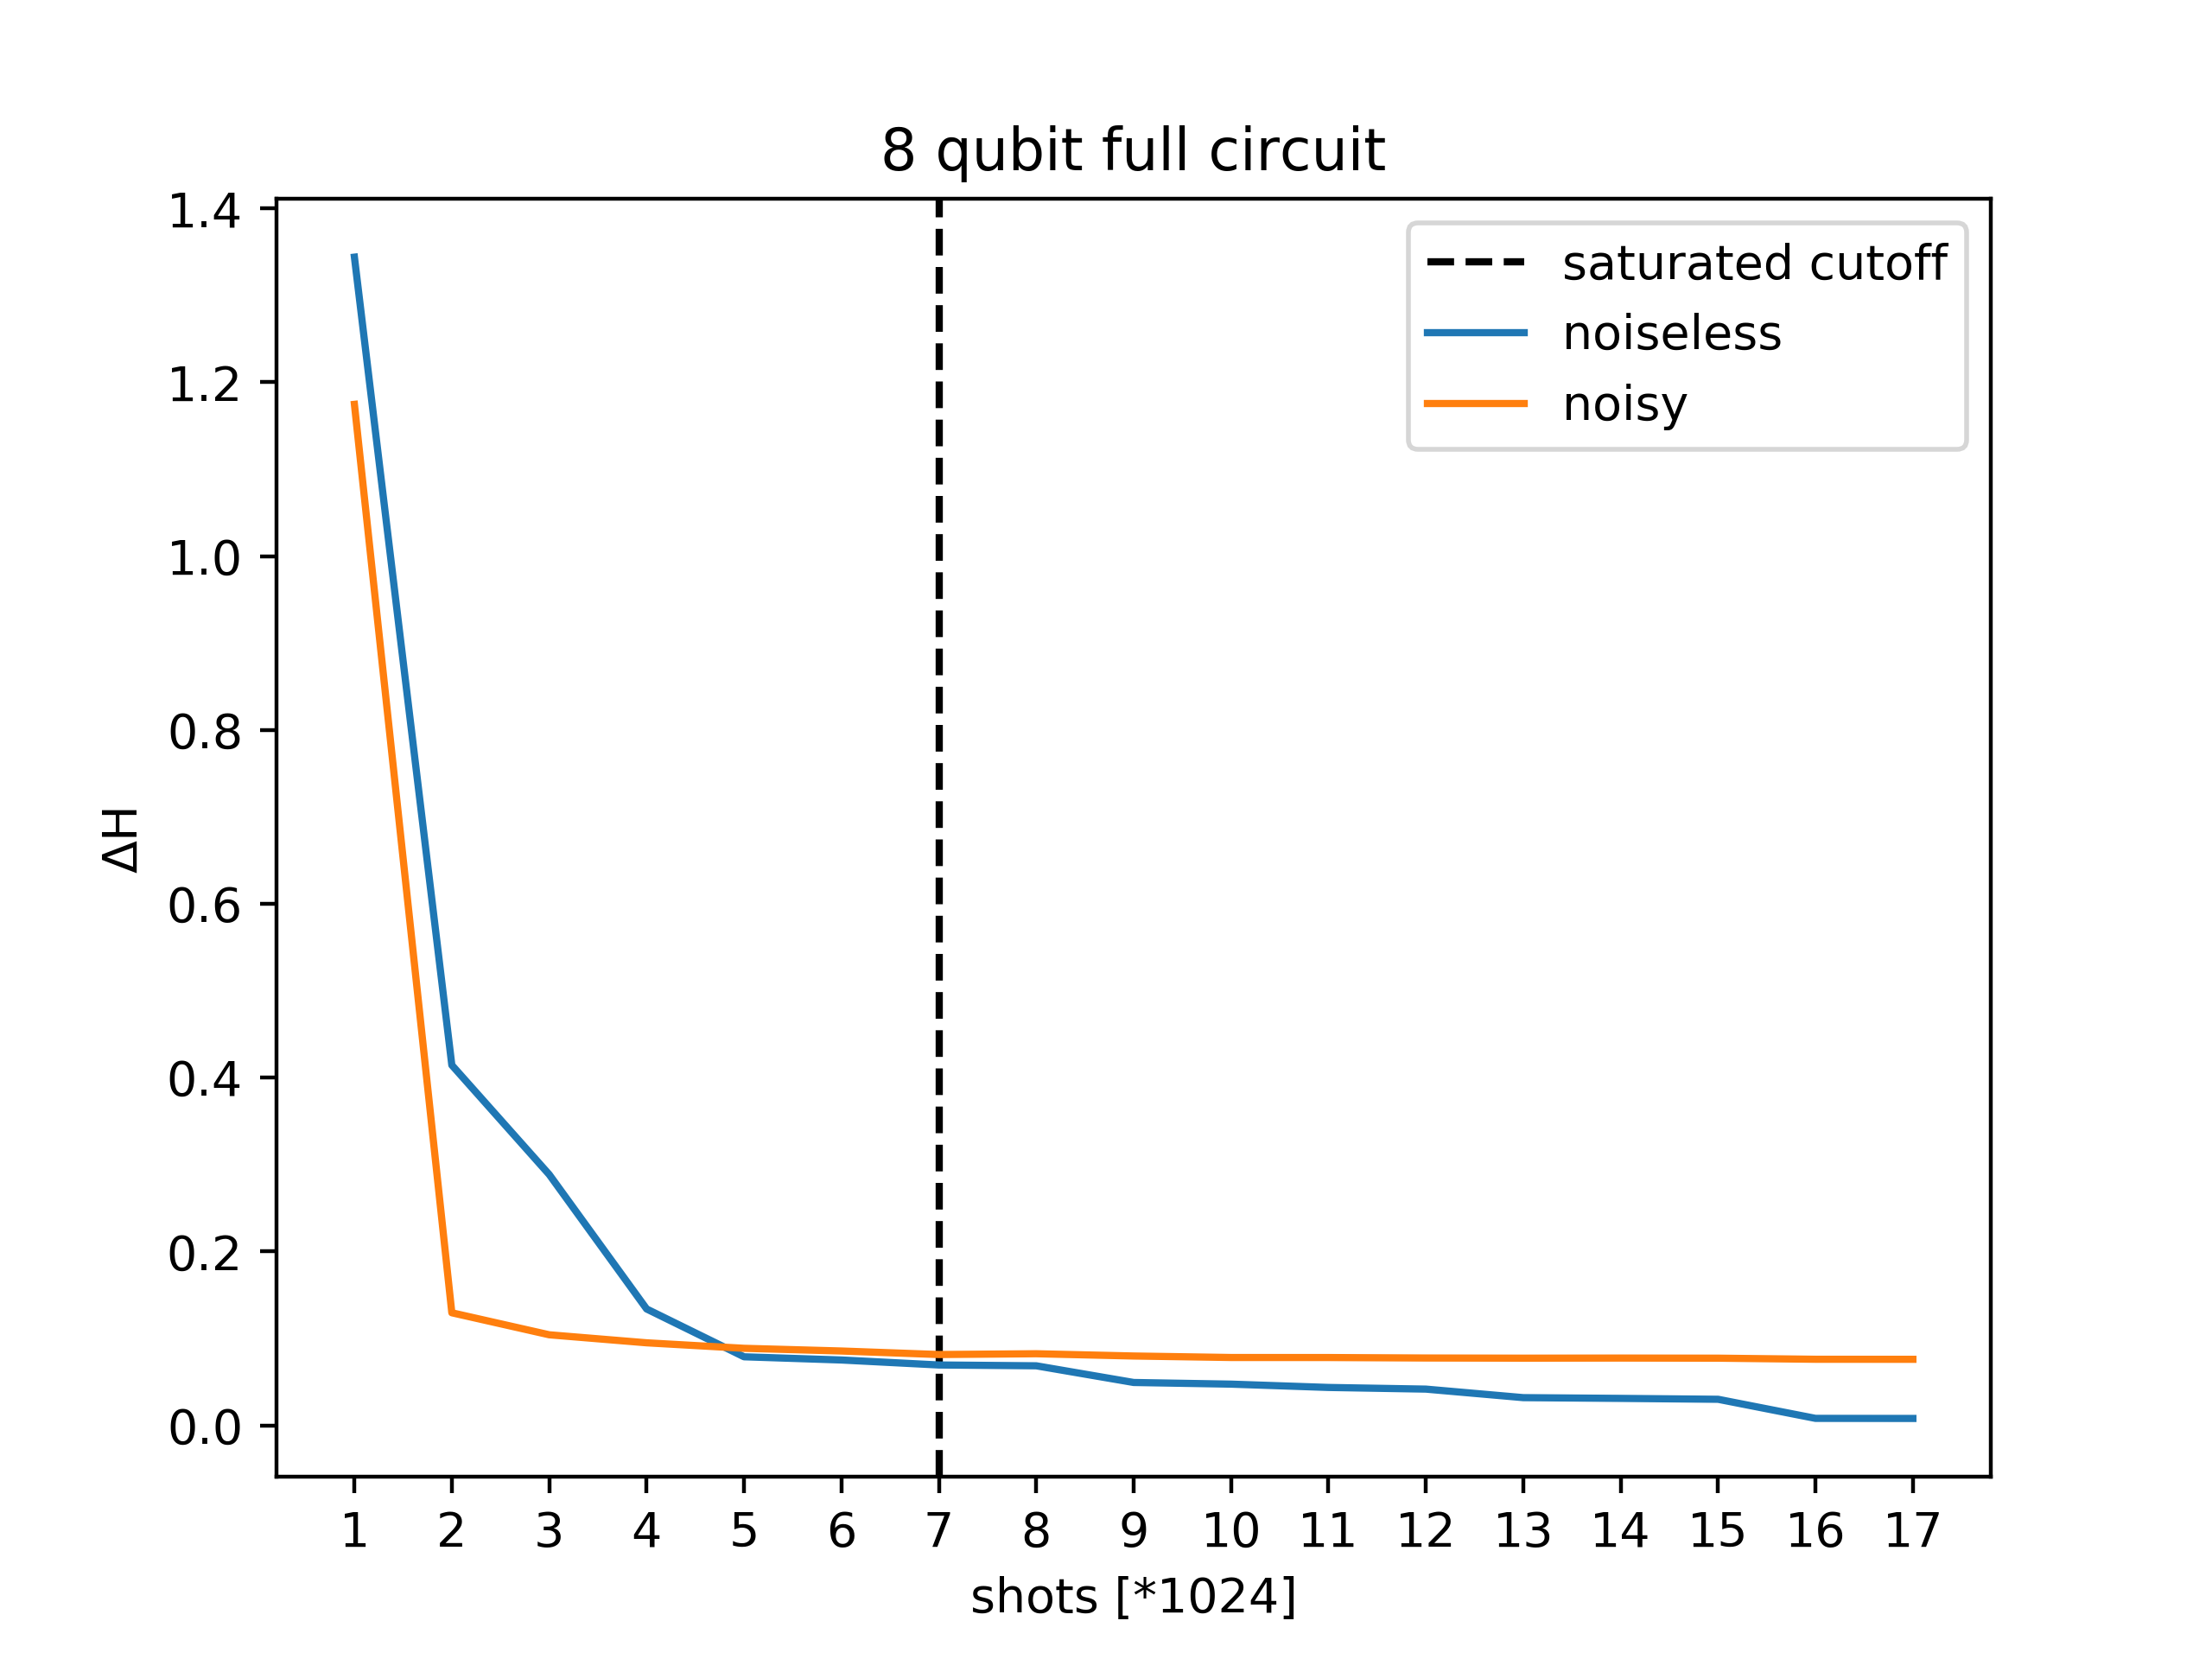 8 qubit full circuit
1.4
1.2
1.0
0.8
0.6
0.4
0.2
0.0
ΔH
saturated cutoff
noiseless
noisy
1 2 3 4 5 6 7 8 9 10 11 12 13 14 15 16 17
shots [*1024]